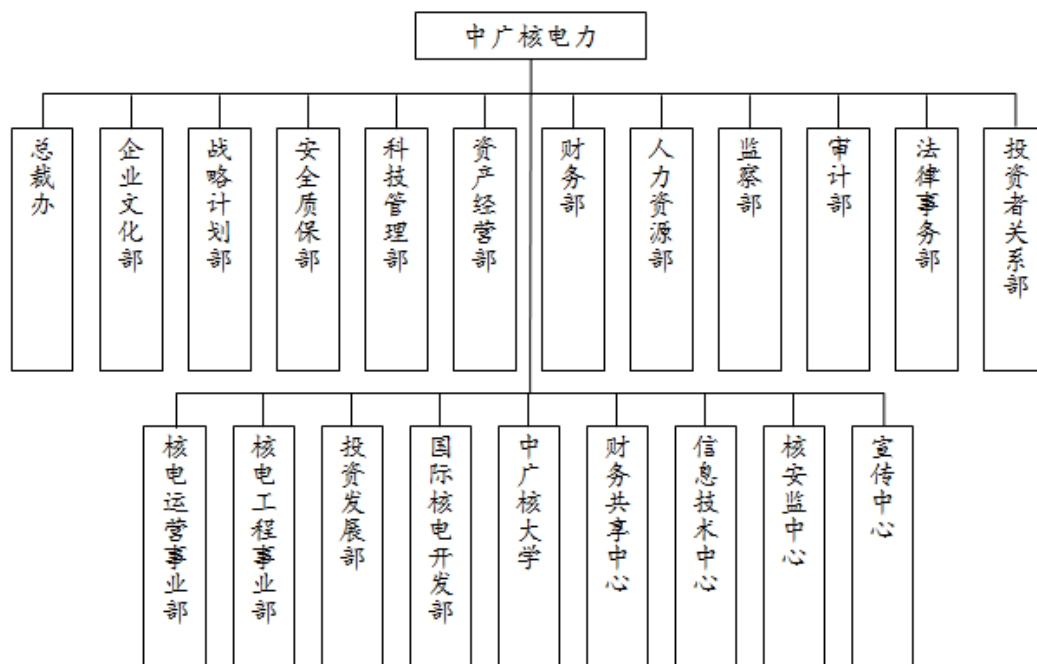 中广核电力
总裁办
企业文化部
战略计划部
安全质保部
科技管理部
资产经营部
财务部
人力资源部
监察部
审计部
法律事务部
投资者关系部
核电运营事业部
核电工程事业部
投资发展部
国际核电开发部
中广核大学
财务共享中心
信息技术中心
核安监中心
宣传中心